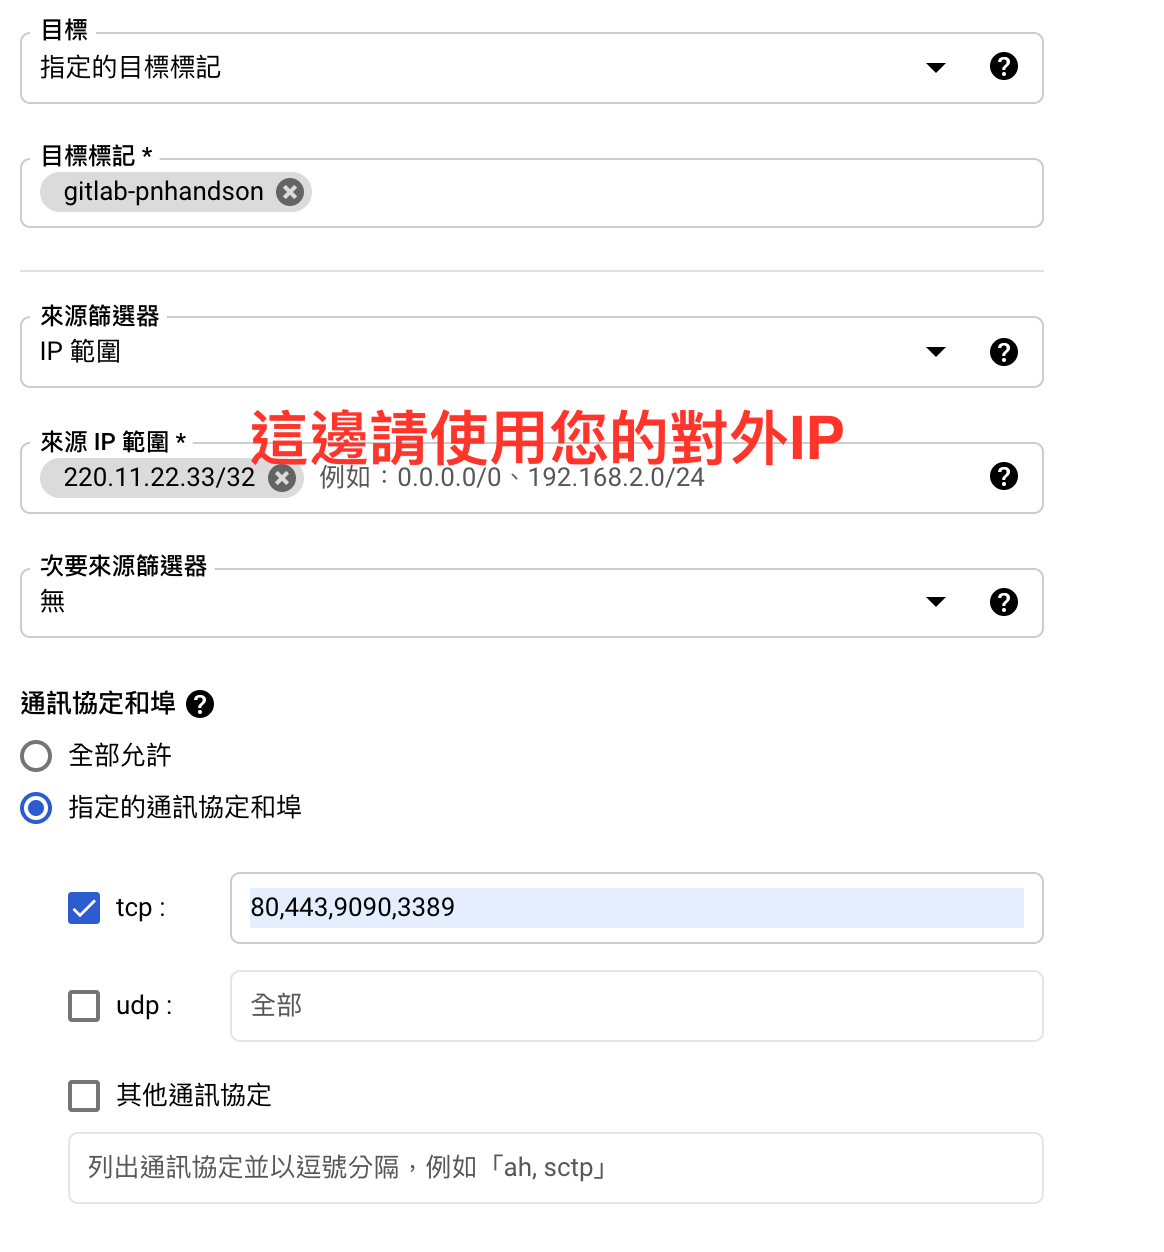 目標
指定的目標標記
目標標記 *
gitlab-pnhandson
來源篩選器
IP 範圍
這邊請使用您的對外IP
來源 IP 範圍 *
220.11.22.33/32 例如：0.0.0.0/0、192.168.2.0/24
次要來源篩選器
無
通訊協定和埠
全部允許
指定的通訊協定和埠
tcp : 80,443,9090,3389
udp : 全部
其他通訊協定
列出通訊協定並以逗號分隔，例如「ah, sctp」